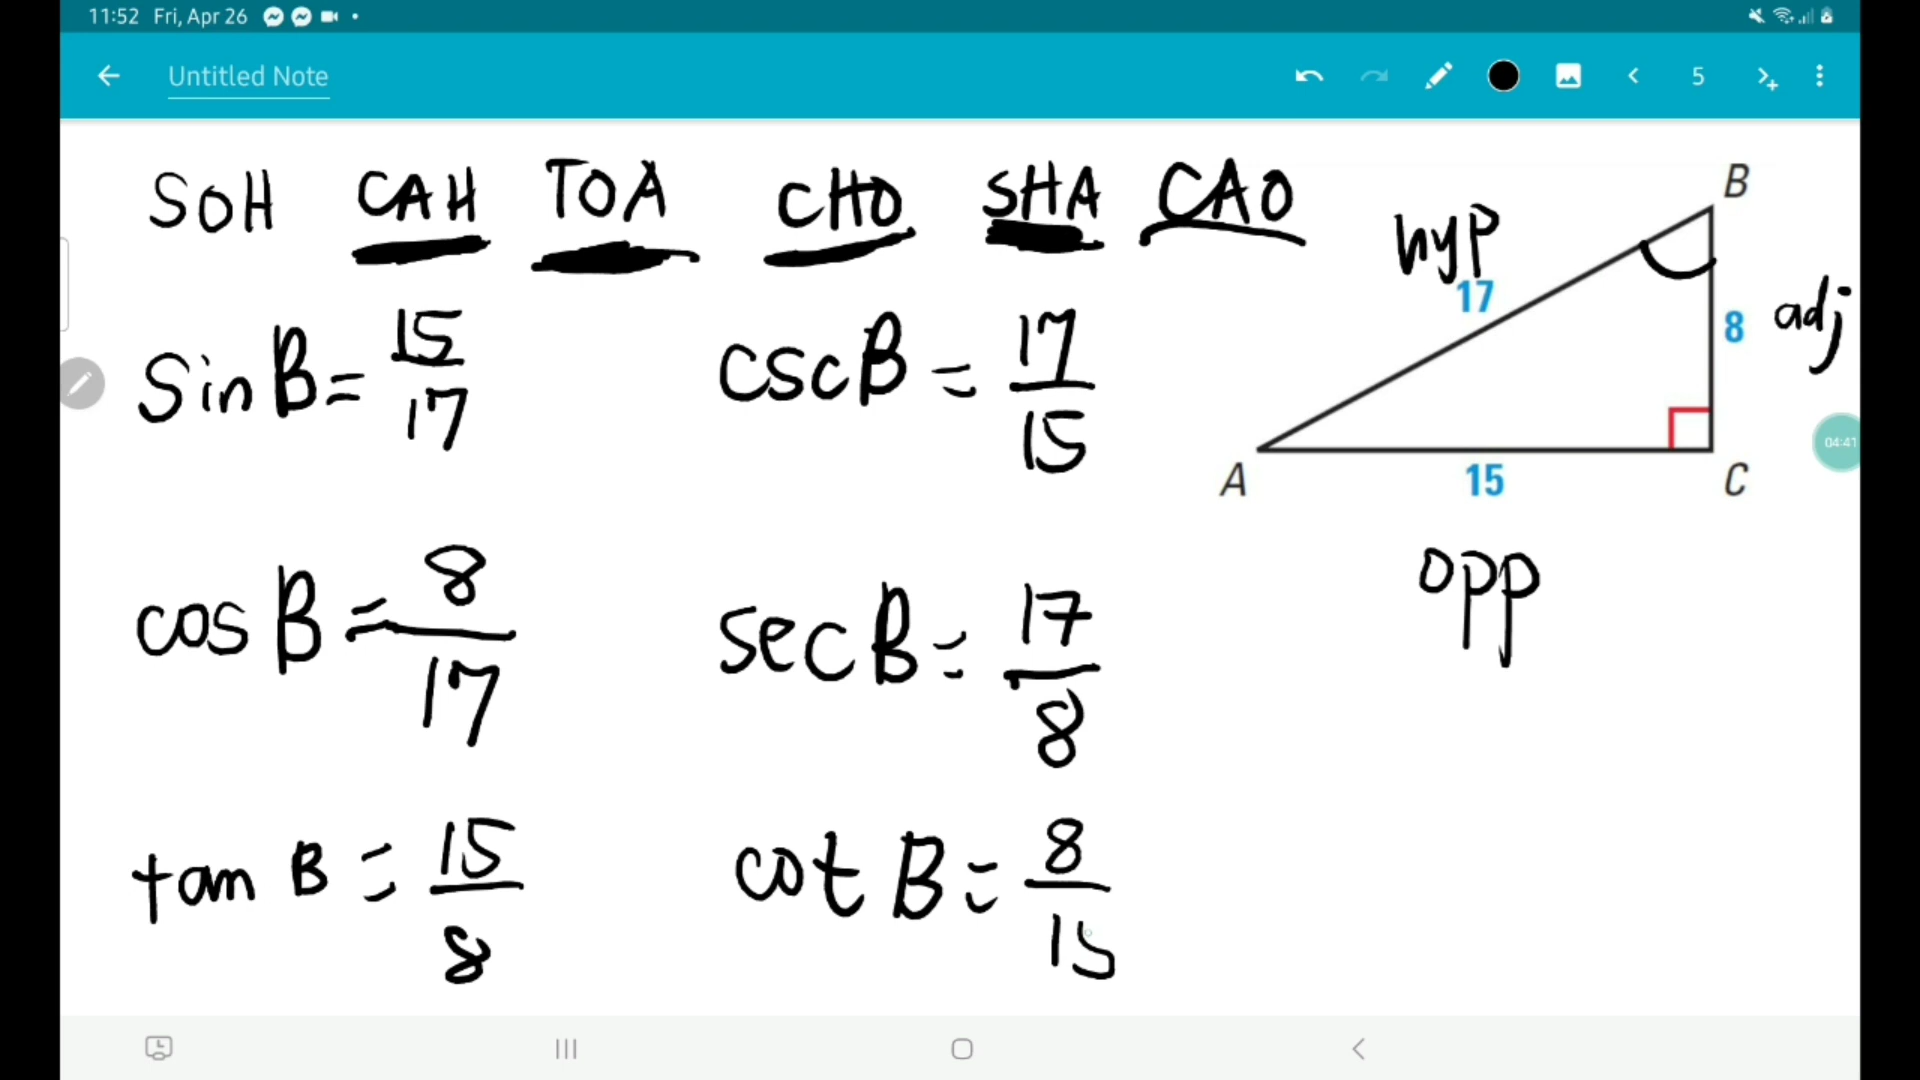 11:52 Fri, Apr 26
Untitled Note
5
SOH CAH TOA CHO SHA CAO
B
hyp
17
8 adj
sin B = 15/17
csc B = 17/15
04:41
A
15
C
opp
cos B = 8/17
sec B = 17/8
tan B = 15/8
cot B = 8/15